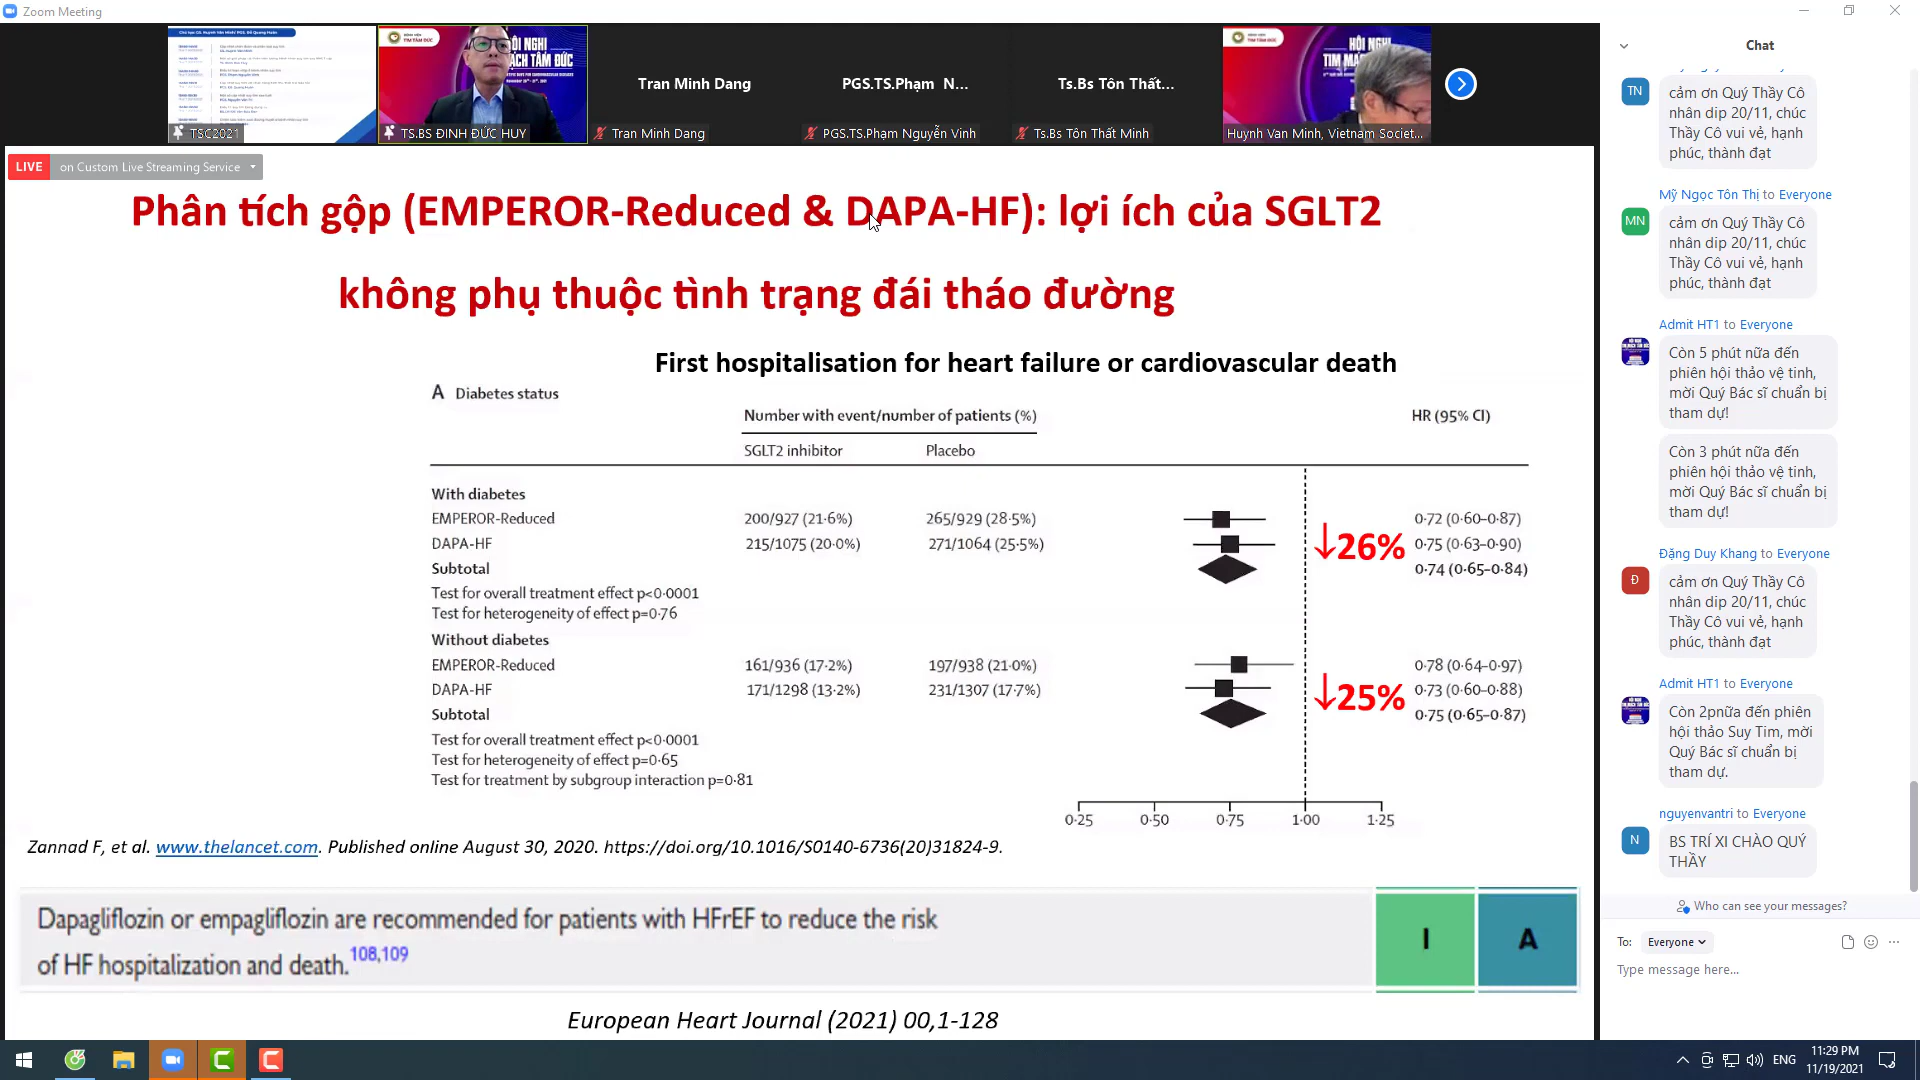 Zoom Meeting
TSC2021
BỆNH VIỆN
TIM TÂM ĐỨC
TS.BS ĐINH ĐỨC HUY
Tran Minh Dang
Tran Minh Dang
PGS.TS.Phạm N...
PGS.TS.Phạm Nguyễn Vinh
Ts.Bs Tôn Thất...
Ts.Bs Tôn Thất Minh
HỘI NGHỊ
Huynh Van Minh, Vietnam Societ...
LIVE
on Custom Live Streaming Service
Phân tích gộp (EMPEROR-Reduced & DAPA-HF): lợi ích của SGLT2
không phụ thuộc tình trạng đái tháo đường
First hospitalisation for heart failure or cardiovascular death
A Diabetes status
Number with event/number of patients (%)
HR (95% CI)
SGLT2 inhibitor Placebo
With diabetes
EMPEROR-Reduced 200/927 (21·6%) 265/929 (28·5%) 0·72 (0·60–0·87)
DAPA-HF 215/1075 (20·0%) 271/1064 (25·5%) ↓26% 0·75 (0·63–0·90)
Subtotal 0·74 (0·65–0·84)
Test for overall treatment effect p<0·0001
Test for heterogeneity of effect p=0·76
Without diabetes
EMPEROR-Reduced 161/936 (17·2%) 197/938 (21·0%) 0·78 (0·64–0·97)
DAPA-HF 171/1298 (13·2%) 231/1307 (17·7%) ↓25% 0·73 (0·60–0·88)
Subtotal 0·75 (0·65–0·87)
Test for overall treatment effect p<0·0001
Test for heterogeneity of effect p=0·65
Test for treatment by subgroup interaction p=0·81
0·25 0·50 0·75 1·00 1·25
Zannad F, et al. www.thelancet.com. Published online August 30, 2020. https://doi.org/10.1016/S0140-6736(20)31824-9.
Dapagliflozin or empagliflozin are recommended for patients with HFrEF to reduce the risk
of HF hospitalization and death.108,109
I A
European Heart Journal (2021) 00,1-128
Chat
TN
cảm ơn Quý Thầy Cô
nhân dip 20/11, chúc
Thầy Cô vui vẻ, hạnh
phúc, thành đạt
Mỹ Ngọc Tôn Thị to Everyone
MN
cảm ơn Quý Thầy Cô
nhân dip 20/11, chúc
Thầy Cô vui vẻ, hạnh
phúc, thành đạt
Admit HT1 to Everyone
Còn 5 phút nữa đến
phiên hội thảo vệ tinh,
mời Quý Bác sĩ chuẩn bị
tham dự!
Còn 3 phút nữa đến
phiên hội thảo vệ tinh,
mời Quý Bác sĩ chuẩn bị
tham dự!
Đặng Duy Khang to Everyone
Đ
cảm ơn Quý Thầy Cô
nhân dip 20/11, chúc
Thầy Cô vui vẻ, hạnh
phúc, thành đạt
Admit HT1 to Everyone
Còn 2pnữa đến phiên
hội thảo Suy Tim, mời
Quý Bác sĩ chuẩn bị
tham dự.
nguyenvantri to Everyone
N
BS TRÍ XI CHÀO QUÝ
THẦY
Who can see your messages?
To: Everyone
Type message here...
ENG
11:29 PM
11/19/2021